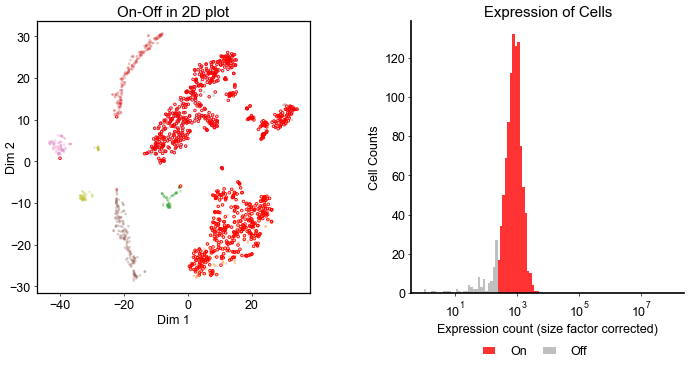 On-Off in 2D plot
Dim 2
30
20
10
0
−10
−20
−30
−40
−20
0
20
Dim 1
Expression of Cells
Cell Counts
120
100
80
60
40
20
0
10^1
10^3
10^5
10^7
Expression count (size factor corrected)
On
Off